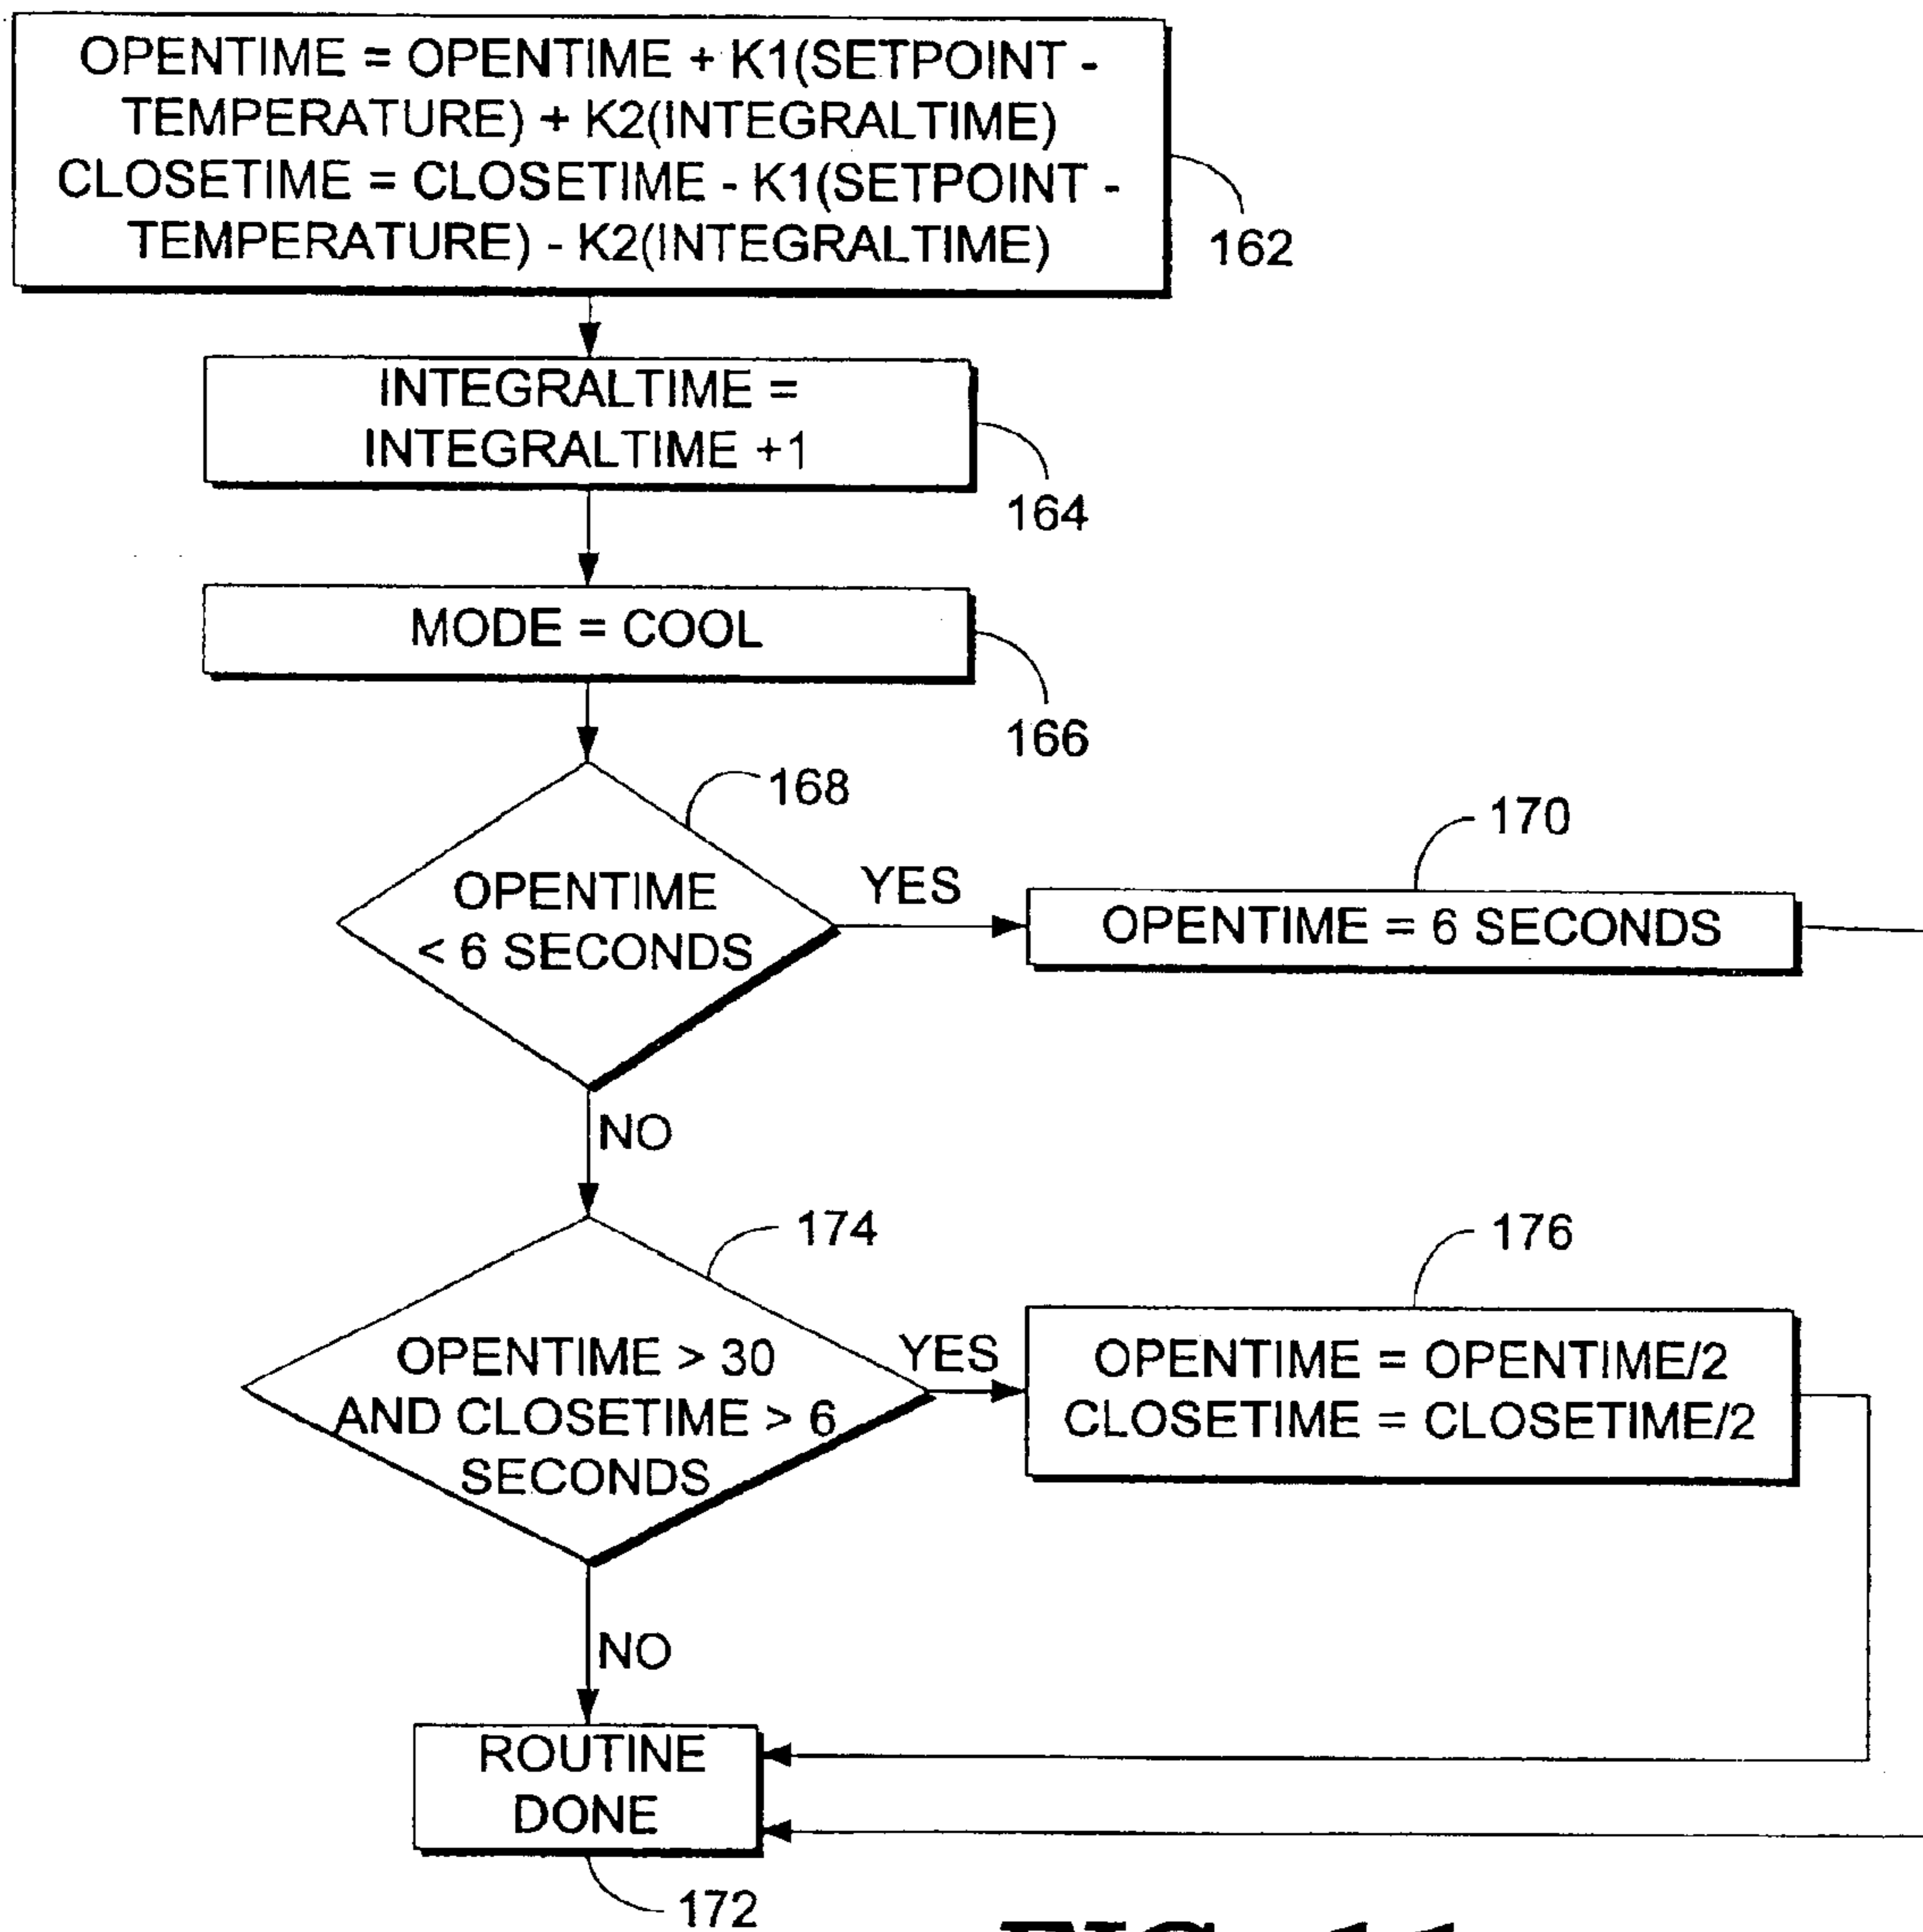 OPENTIME = OPENTIME + K1(SETPOINT -
TEMPERATURE) + K2(INTEGRALTIME)
CLOSETIME = CLOSETIME - K1(SETPOINT -
TEMPERATURE) - K2(INTEGRALTIME)
162
INTEGRALTIME =
INTEGRALTIME +1
164
MODE = COOL
166
168
OPENTIME
< 6 SECONDS
YES
170
OPENTIME = 6 SECONDS
NO
174
OPENTIME > 30
AND CLOSETIME > 6
SECONDS
YES
176
OPENTIME = OPENTIME/2
CLOSETIME = CLOSETIME/2
NO
ROUTINE
DONE
172